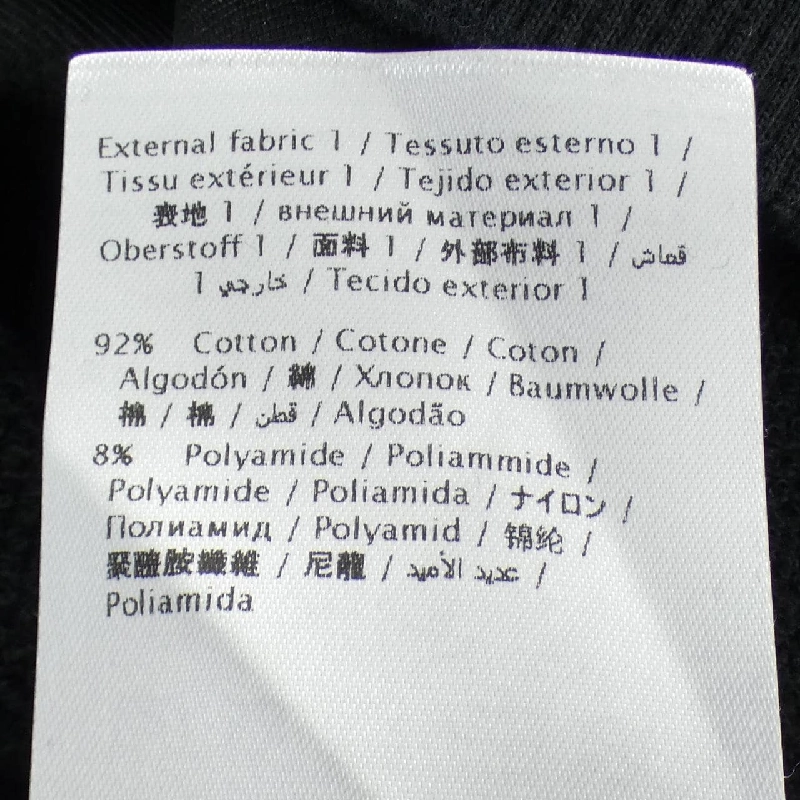 External fabric 1 / Tessuto esterno 1 /
Tissu extérieur 1 / Tejido exterior 1 /
表地 1 / внешний материал 1 /
Oberstoff 1 / 面料 1 / 外部布料 1 / قماش
خارجي 1 / Tecido exterior 1
92% Cotton / Cotone / Coton /
Algodón / 綿 / Хлопок / Baumwolle /
棉 / 棉 / قطن / Algodão
8% Polyamide / Poliammide /
Polyamide / Poliamida / ナイロン /
Полиамид / Polyamid / 锦纶 /
聚醯胺纖維 / 尼龍 / عديد الأميد /
Poliamida